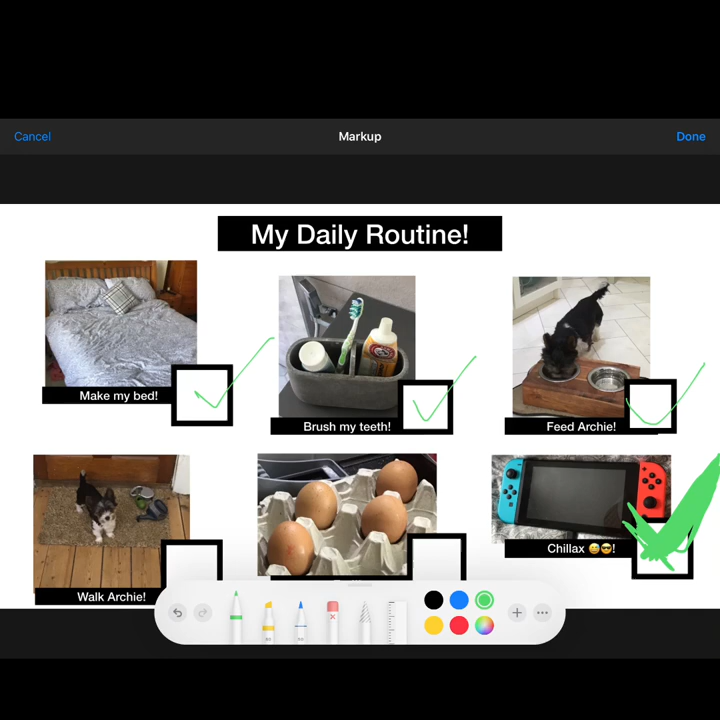 Cancel
Markup
Done
My Daily Routine!
Make my bed!
Brush my teeth!
Feed Archie!
Walk Archie!
Chillax 😅😎!